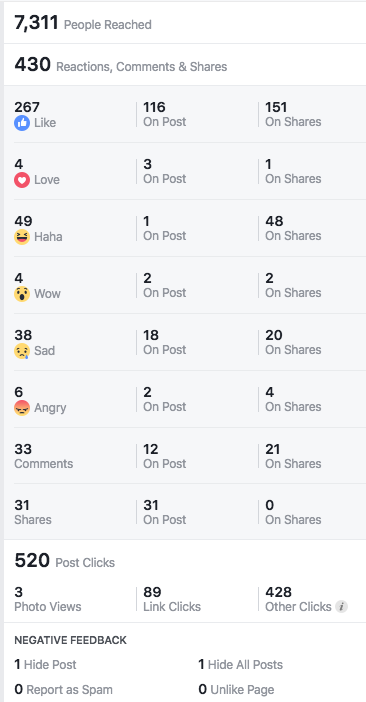 7,311 People Reached
430 Reactions, Comments & Shares
267 116 151
Like On Post On Shares
4 3 1
Love On Post On Shares
49 1 48
Haha On Post On Shares
4 2 2
Wow On Post On Shares
38 18 20
Sad On Post On Shares
6 2 4
Angry On Post On Shares
33 12 21
Comments On Post On Shares
31 31 0
Shares On Post On Shares
520 Post Clicks
3 89 428
Photo Views Link Clicks Other Clicks i
NEGATIVE FEEDBACK
1 Hide Post 1 Hide All Posts
0 Report as Spam 0 Unlike Page